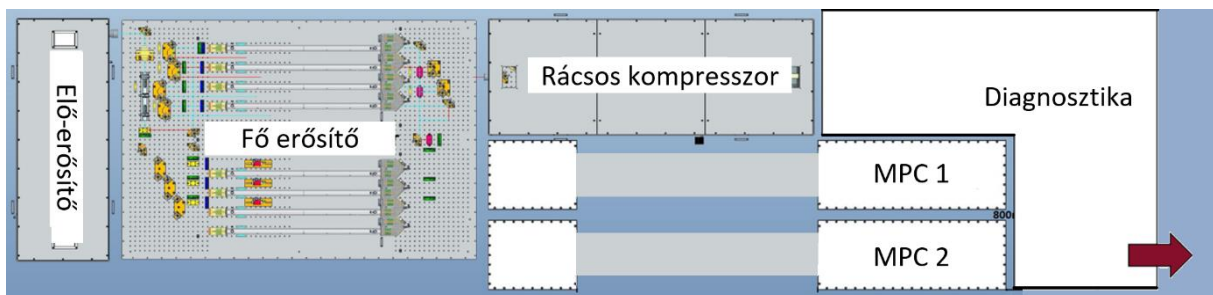 Elő-erősítő
Fő erősítő
Rácsos kompresszor
Diagnosztika
MPC 1
MPC 2